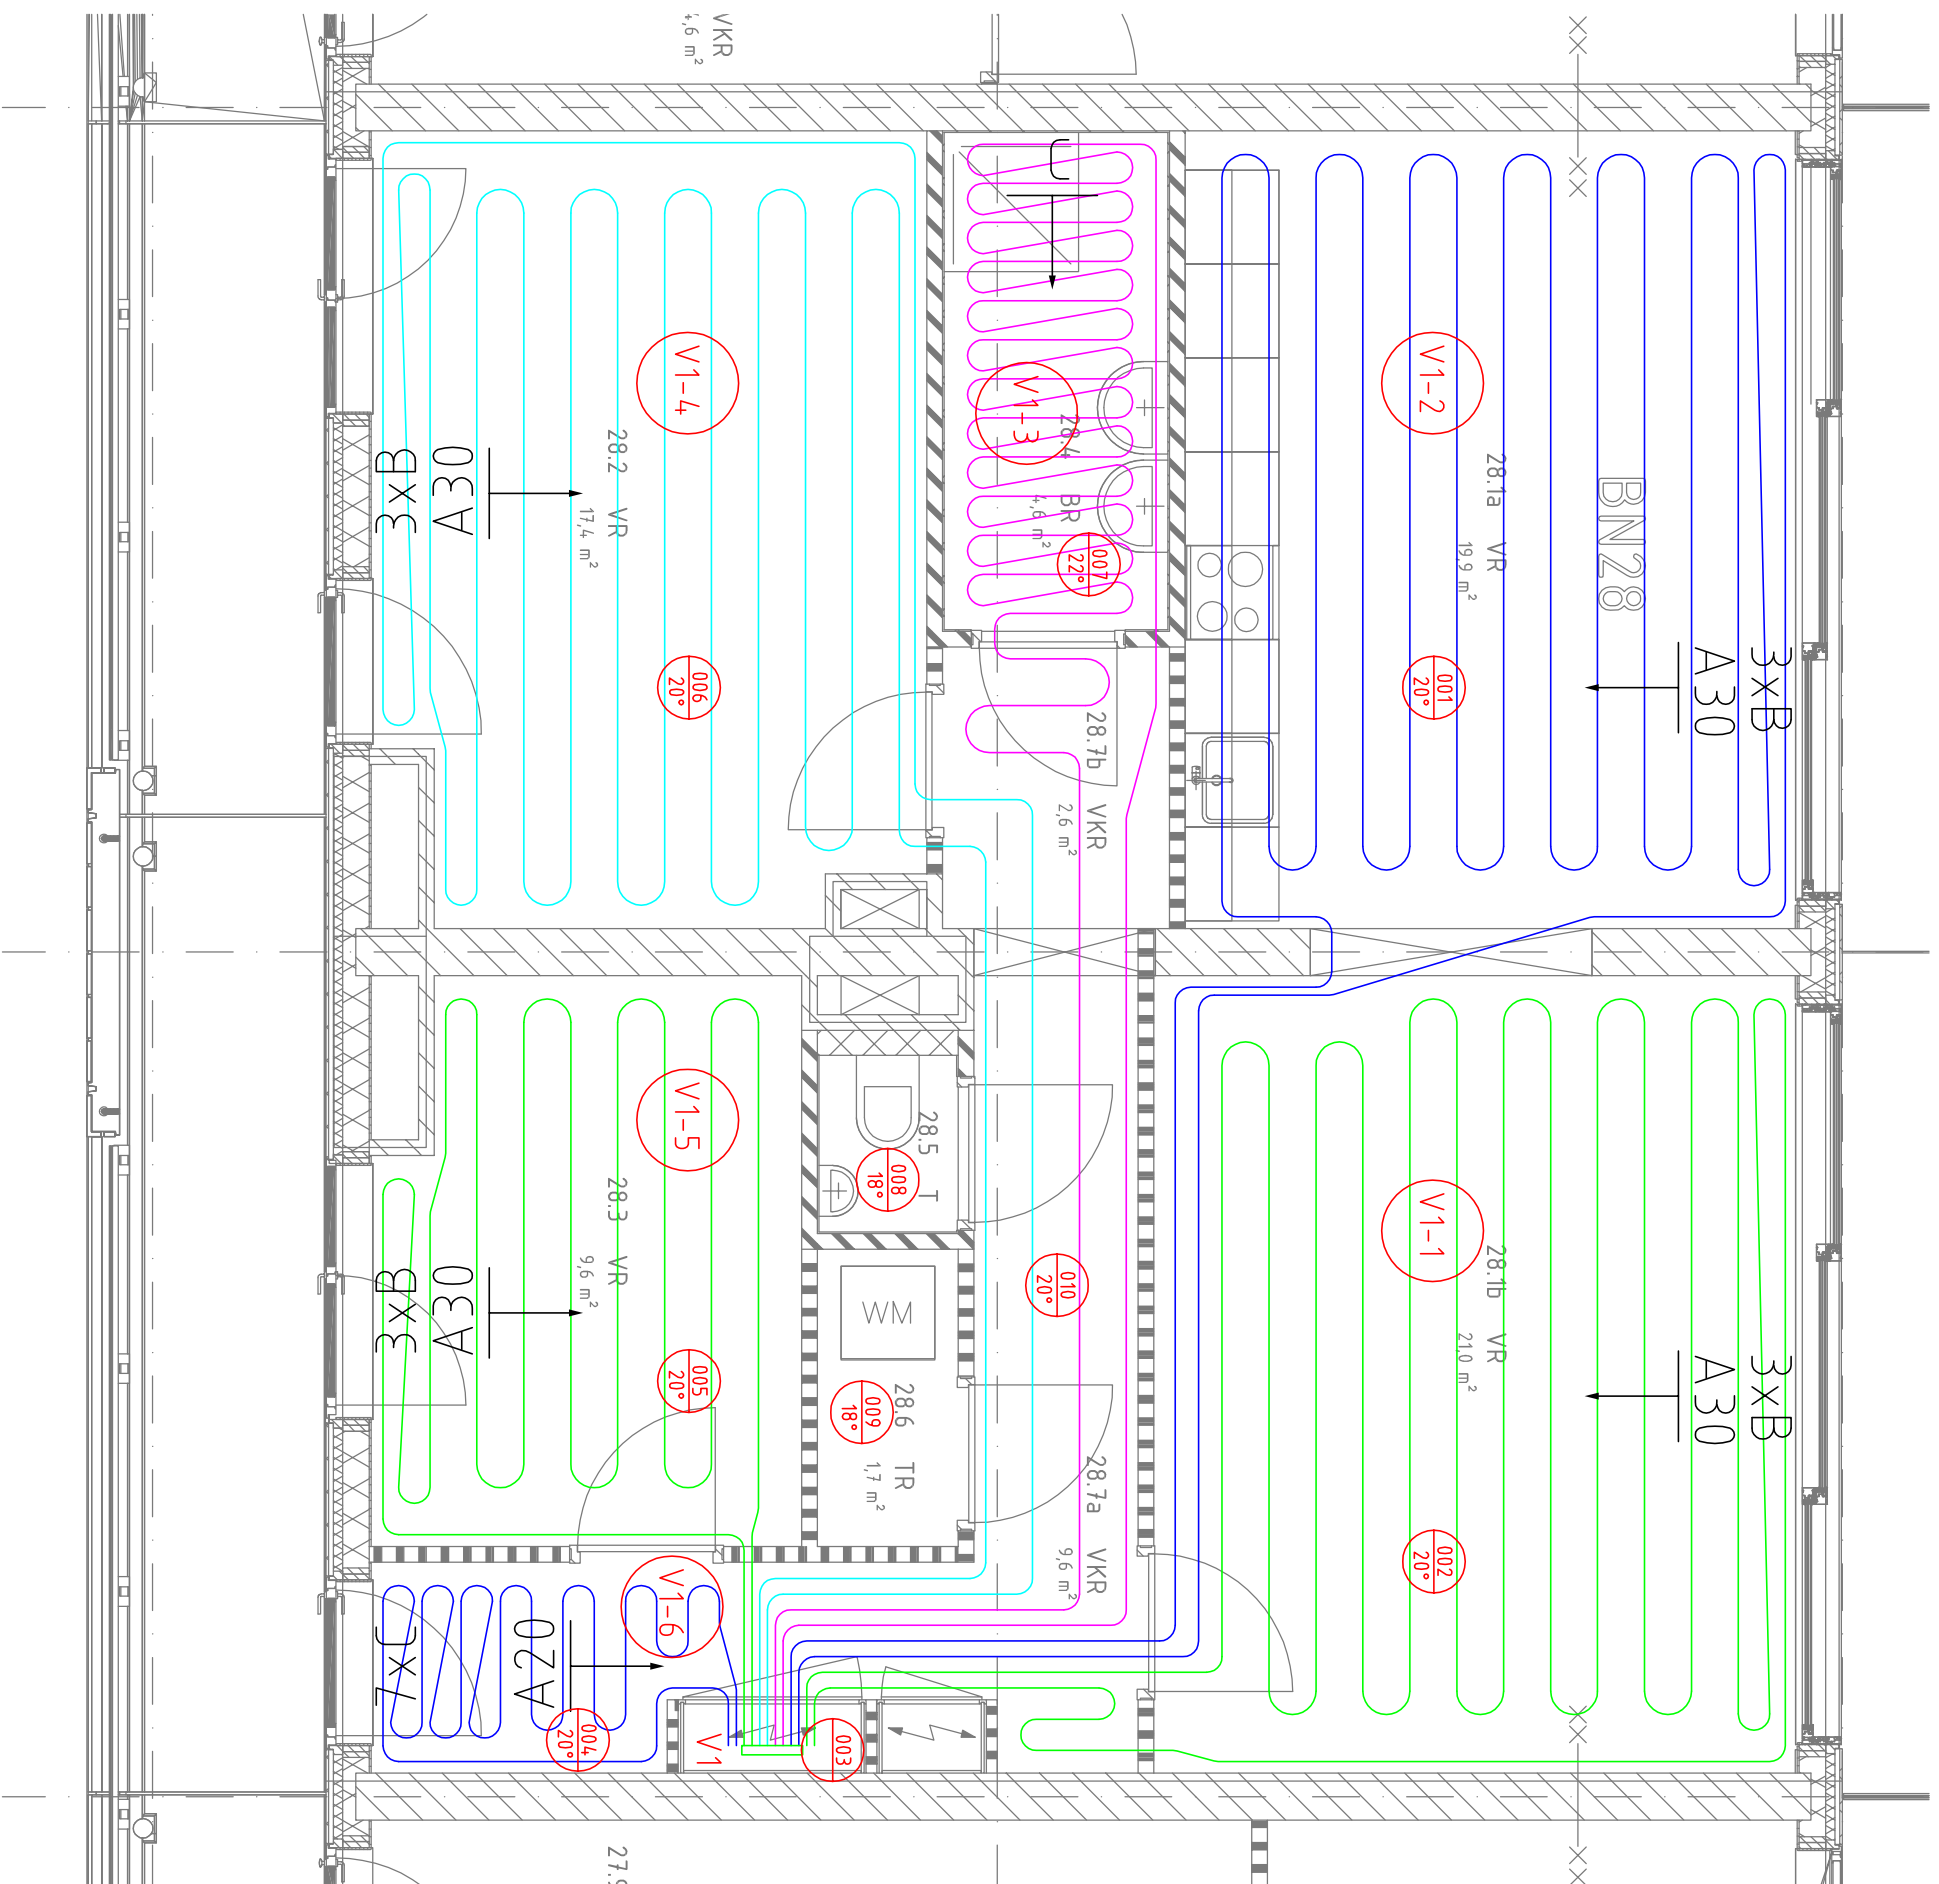 VKR
4,6 m²
V1-4
28.2 VR
17,4 m²
3xB
A30
006
20°
V1-3
28.4 BR
4,6 m²
007
22°
V1-2
28.1a VR
19,9 m²
BN28
3xB
A30
001
20°
28.7b VKR
2,6 m²
V1-5
28.3 VR
9,6 m²
3xB
A30
005
20°
28.5 T
008
18°
WM
28.6 TR
1,7 m²
009
18°
010
20°
28.7a VKR
9,6 m²
V1-1
28.1b VR
21,0 m²
3xB
A30
002
20°
V1-6
7xC
A20
004
20°
V1
003